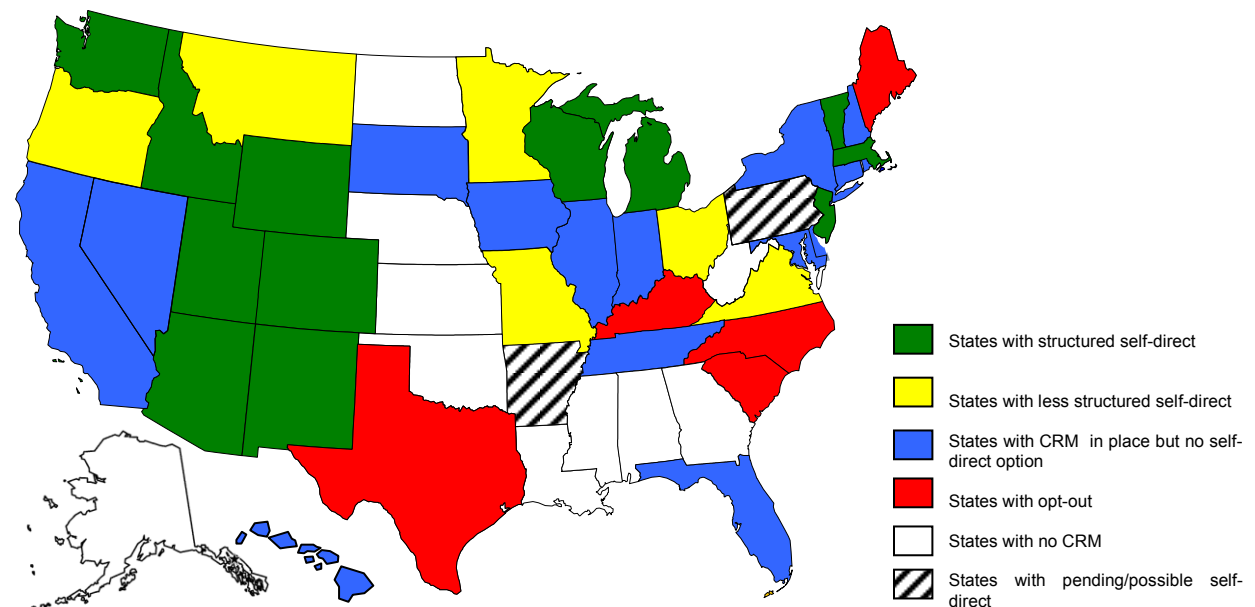 States with structured self-direct
States with less structured self-direct
States with CRM in place but no self-
direct option
States with opt-out
States with no CRM
States with pending/possible self-
direct